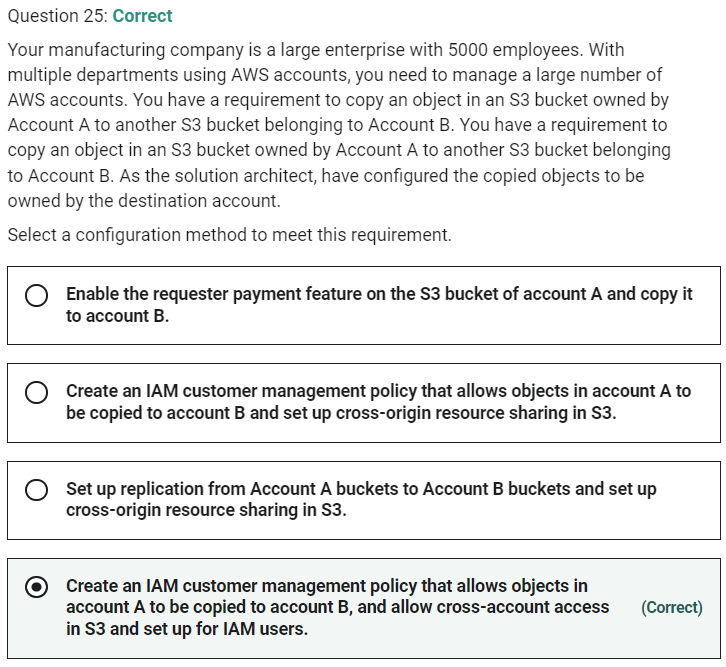 Question 25: Correct
Your manufacturing company is a large enterprise with 5000 employees. With
multiple departments using AWS accounts, you need to manage a large number of
AWS accounts. You have a requirement to copy an object in an S3 bucket owned by
Account A to another S3 bucket belonging to Account B. You have a requirement to
copy an object in an S3 bucket owned by Account A to another S3 bucket belonging
to Account B. As the solution architect, have configured the copied objects to be
owned by the destination account.
Select a configuration method to meet this requirement.
Enable the requester payment feature on the S3 bucket of account A and copy it
to account B.
Create an IAM customer management policy that allows objects in account A to
be copied to account B and set up cross-origin resource sharing in S3.
Set up replication from Account A buckets to Account B buckets and set up
cross-origin resource sharing in S3.
Create an IAM customer management policy that allows objects in
account A to be copied to account B, and allow cross-account access (Correct)
in S3 and set up for IAM users.